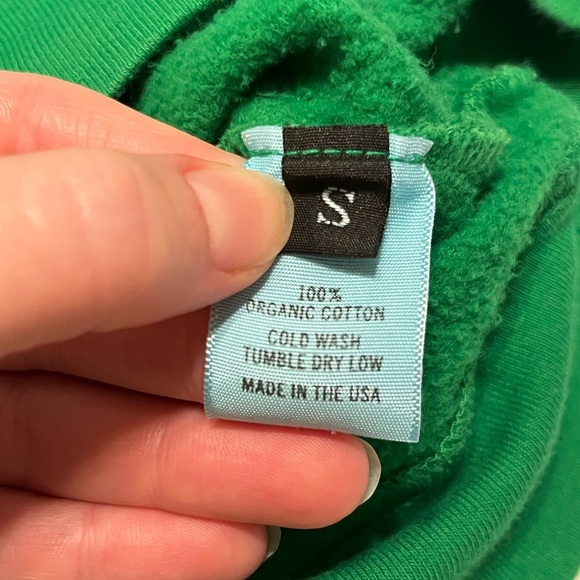 S
100%
ORGANIC COTTON
COLD WASH
TUMBLE DRY LOW
MADE IN THE USA